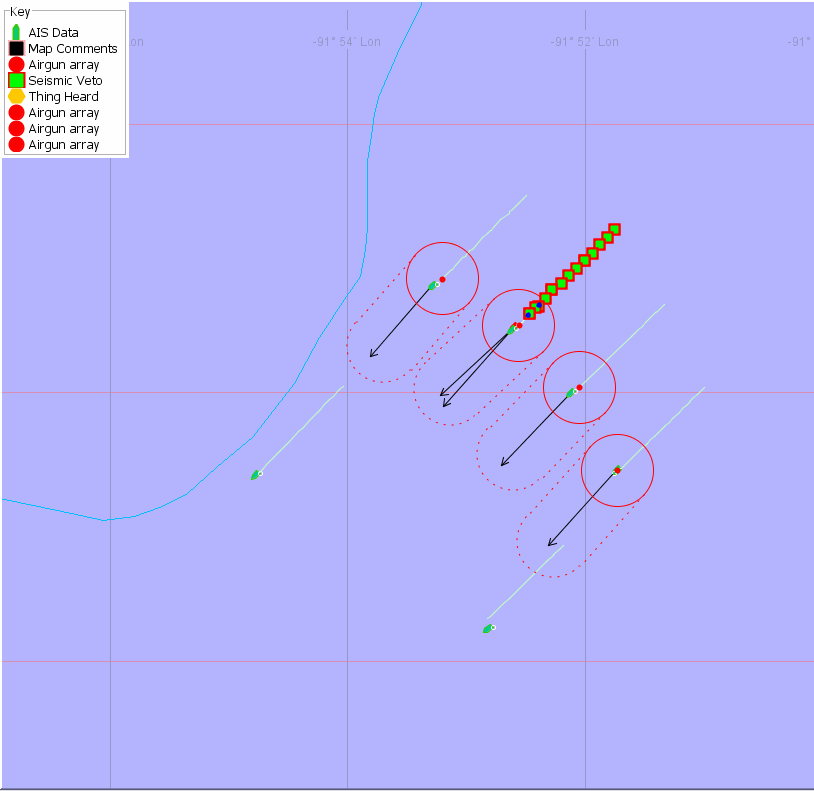 Key
AIS Data
Map Comments
Airgun array
Seismic Veto
Thing Heard
Airgun array
Airgun array
Airgun array
on
-91° 54' Lon
-91° 52' Lon
-91°